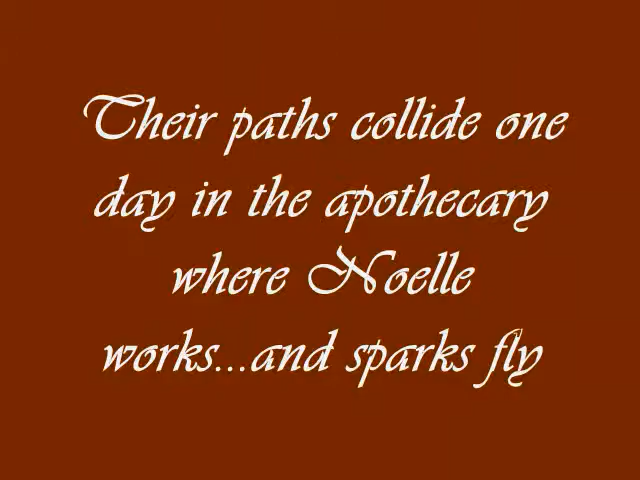 Their paths collide one
day in the apothecary
where Noelle
works...and sparks fly